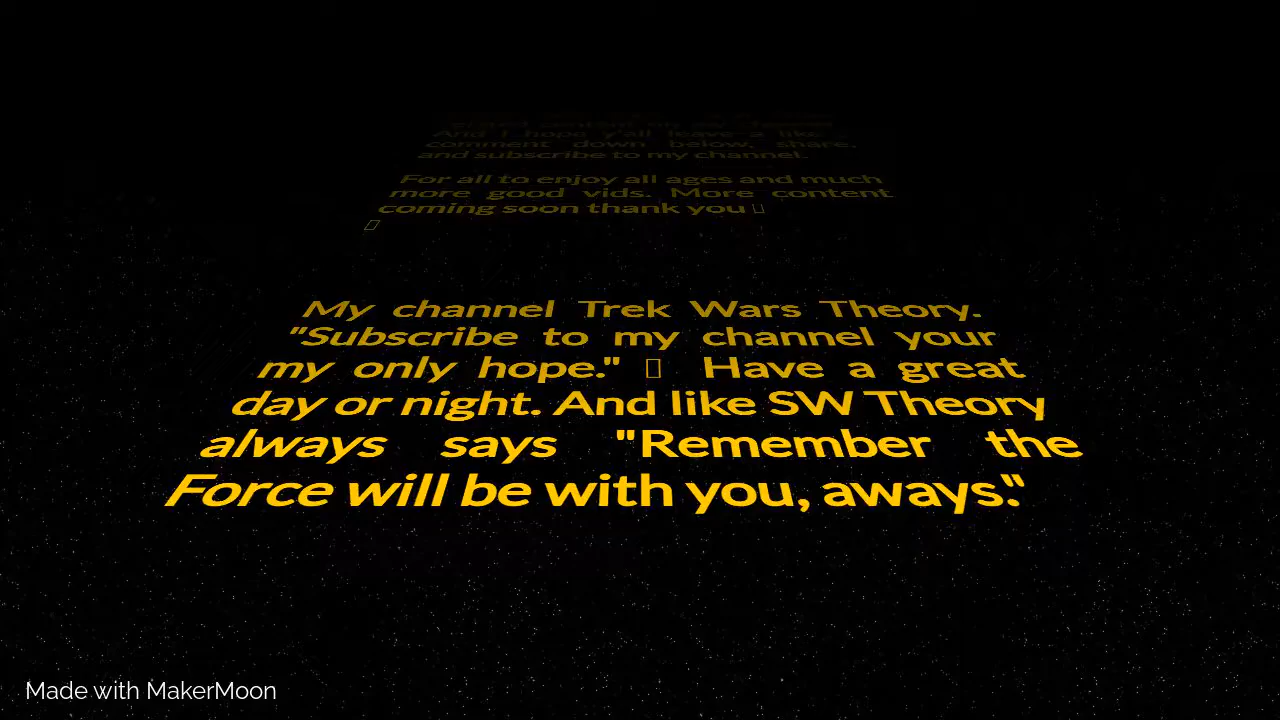 And I hope y'all leave a like
comment down below, share,
and subscribe to my channel.
For all to enjoy all ages and much
more good vids. More content
coming soon thank you
My channel Trek Wars Theory.
"Subscribe to my channel your
my only hope." Have a great
day or night. And like SW Theory
always says "Remember the
Force will be with you, aways."
Made with MakerMoon